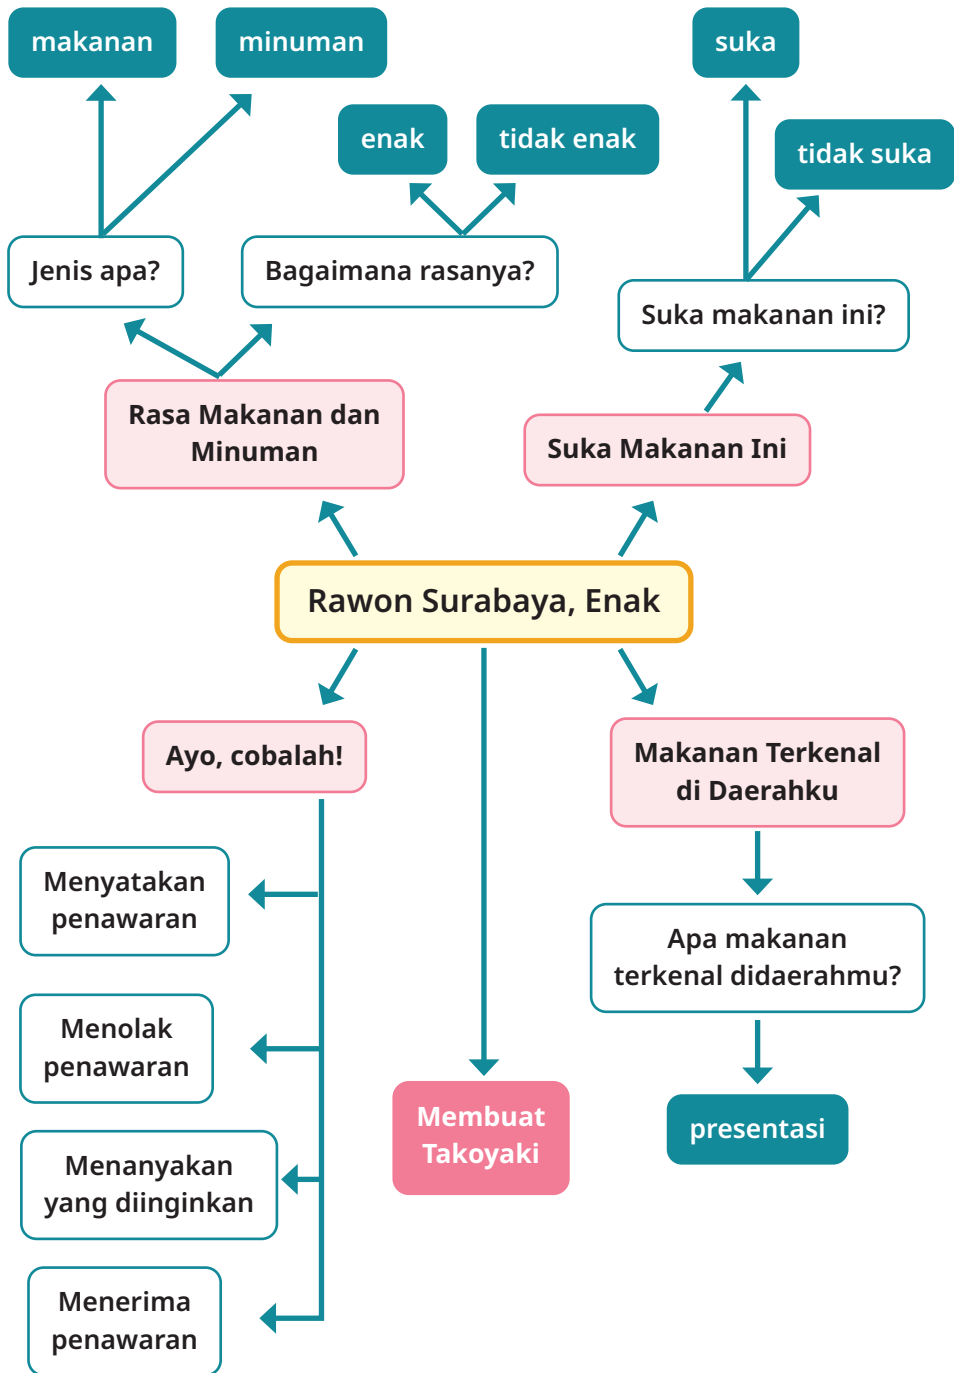 makanan
minuman
suka
enak
tidak enak
tidak suka
Jenis apa?
Bagaimana rasanya?
Suka makanan ini?
Rasa Makanan dan
Minuman
Suka Makanan Ini
Rawon Surabaya, Enak
Ayo, cobalah!
Makanan Terkenal
di Daerahku
Menyatakan
penawaran
Apa makanan
terkenal didaerahmu?
Menolak
penawaran
Membuat
Takoyaki
presentasi
Menanyakan
yang diinginkan
Menerima
penawaran